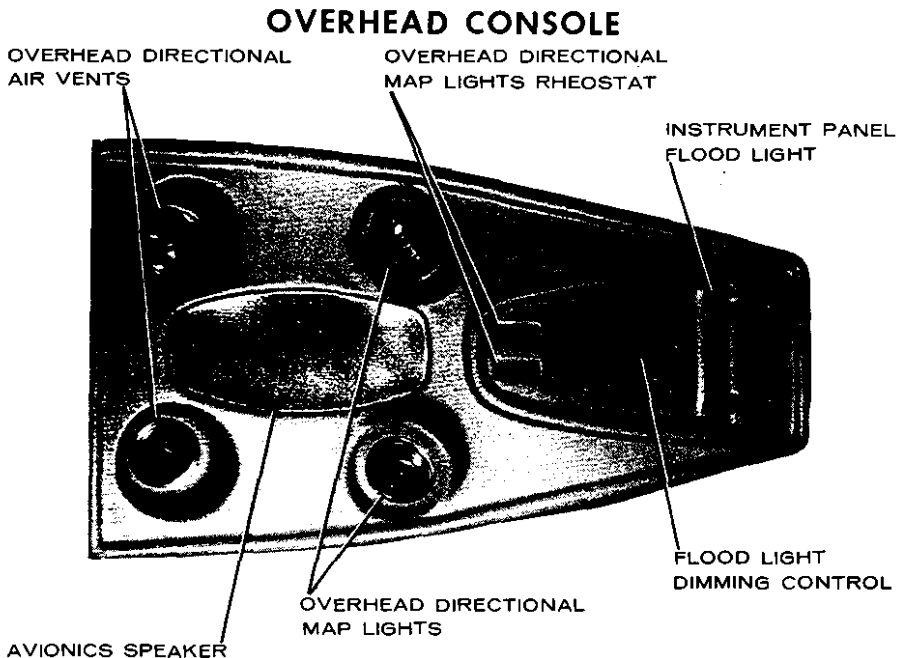 OVERHEAD CONSOLE
OVERHEAD DIRECTIONAL
AIR VENTS
OVERHEAD DIRECTIONAL
MAP LIGHTS RHEOSTAT
INSTRUMENT PANEL
FLOOD LIGHT
FLOOD LIGHT
DIMMING CONTROL
OVERHEAD DIRECTIONAL
MAP LIGHTS
AVIONICS SPEAKER